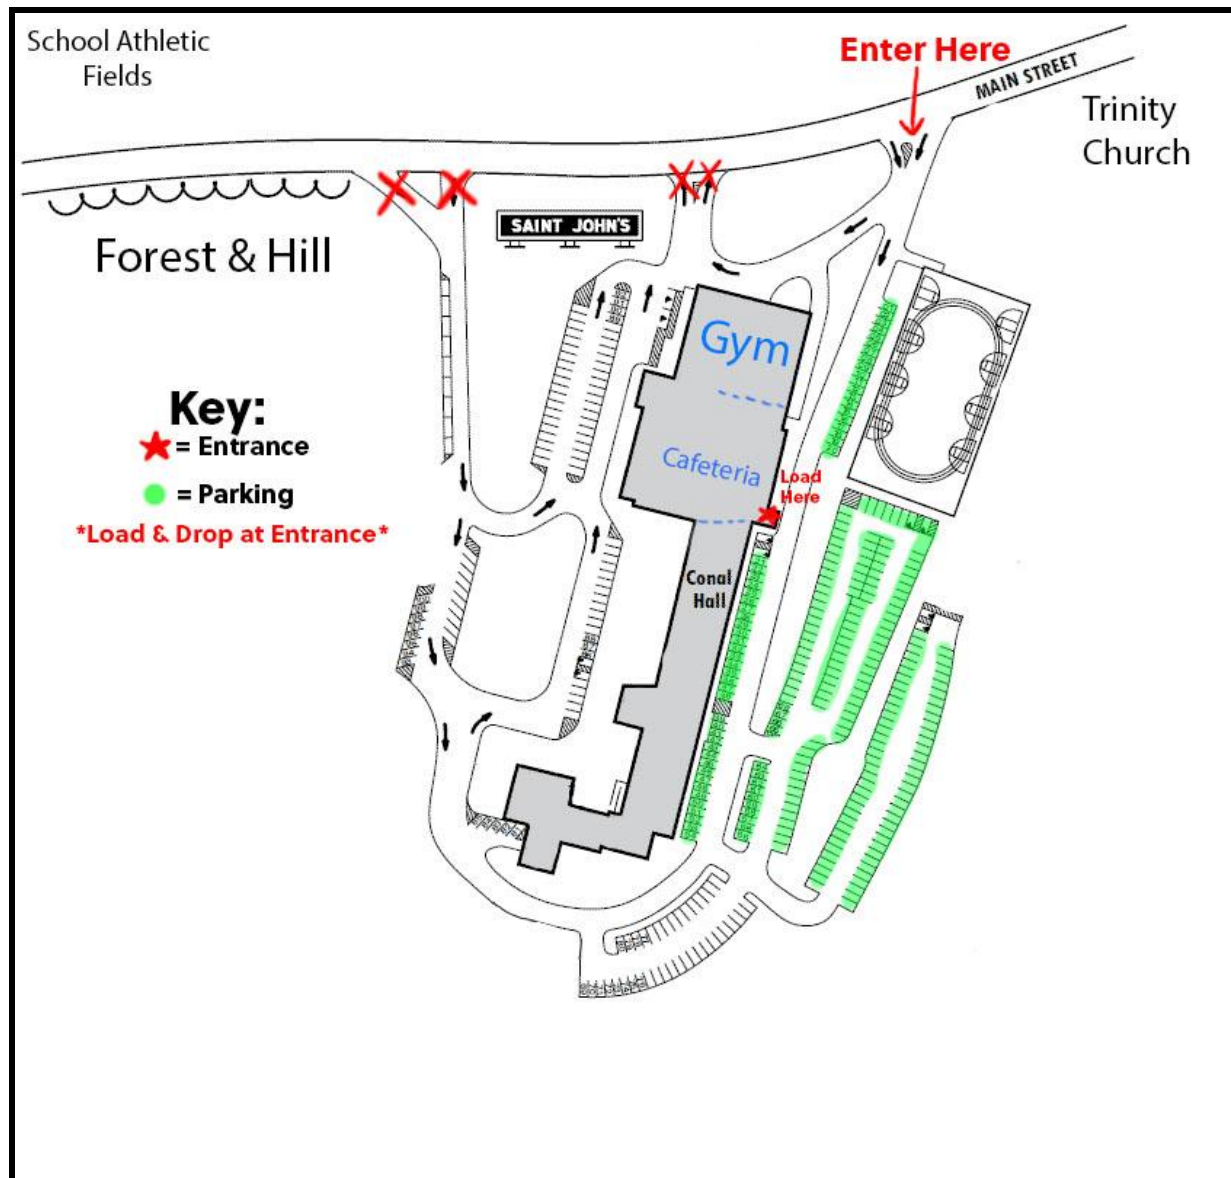 School Athletic
Fields
Enter Here
MAIN STREET
Trinity
Church
SAINT JOHN'S
Forest & Hill
Gym
Key:
= Entrance
= Parking
*Load & Drop at Entrance*
Cafeteria
Load
Here
Conal
Hall